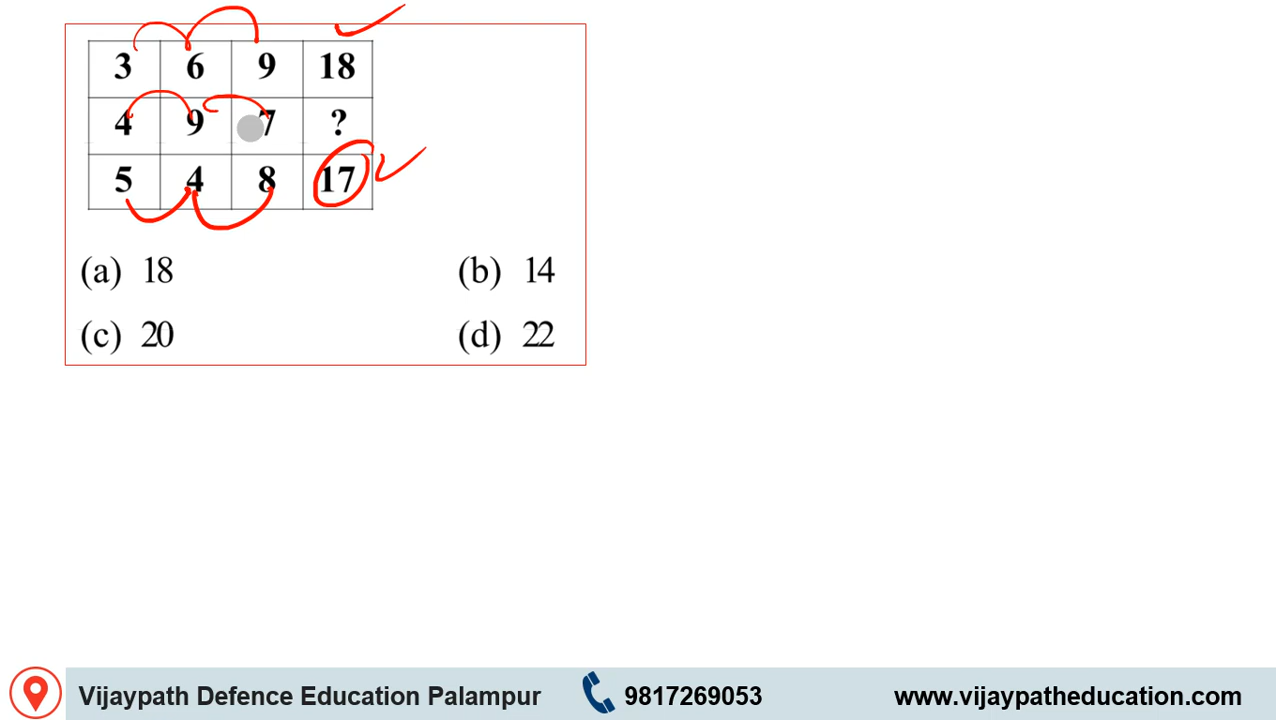 3 6 9 18
4 9 7 ?
5 4 8 17
(a) 18 (b) 14
(c) 20 (d) 22
Vijaypath Defence Education Palampur 9817269053 www.vijaypatheducation.com